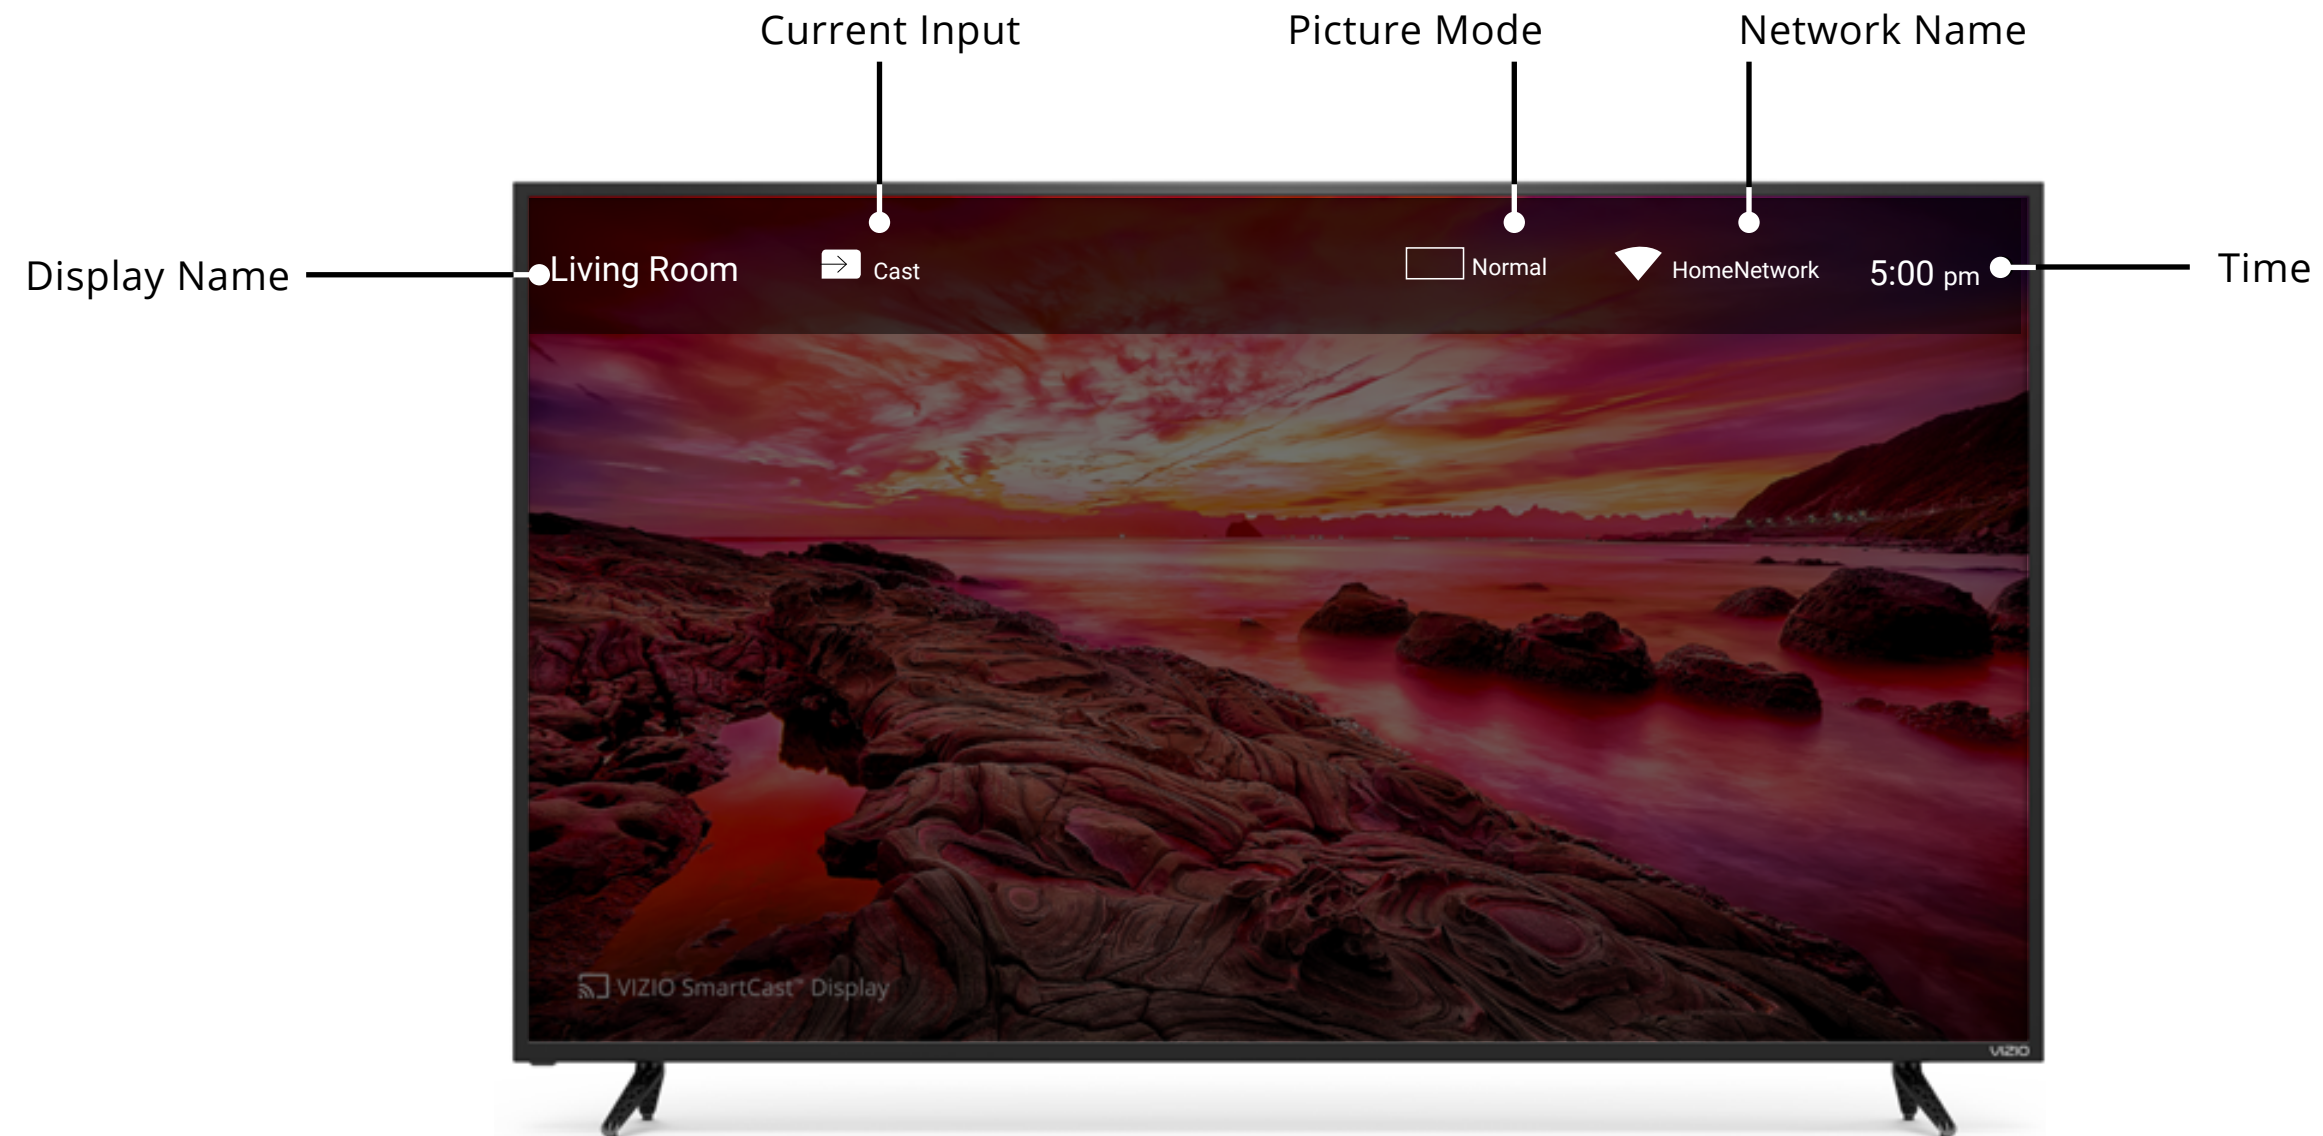 Current Input
Picture Mode
Network Name
Display Name
Living Room
Cast
Normal
HomeNetwork
5:00 pm
Time
VIZIO SmartCast™ Display
VIZIO